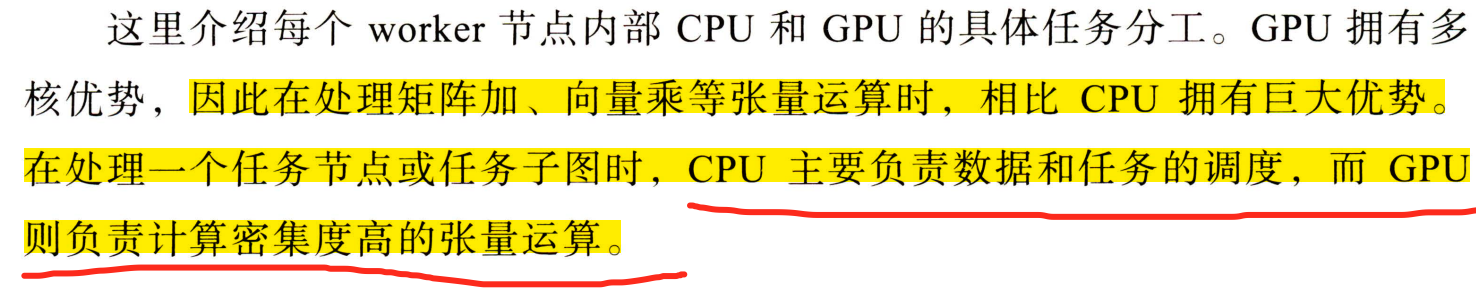 这里介绍每个 worker 节点内部 CPU 和 GPU 的具体任务分工。GPU 拥有多
核优势，因此在处理矩阵加、向量乘等张量运算时，相比 CPU 拥有巨大优势。
在处理一个任务节点或任务子图时，CPU 主要负责数据和任务的调度，而 GPU
则负责计算密集度高的张量运算。